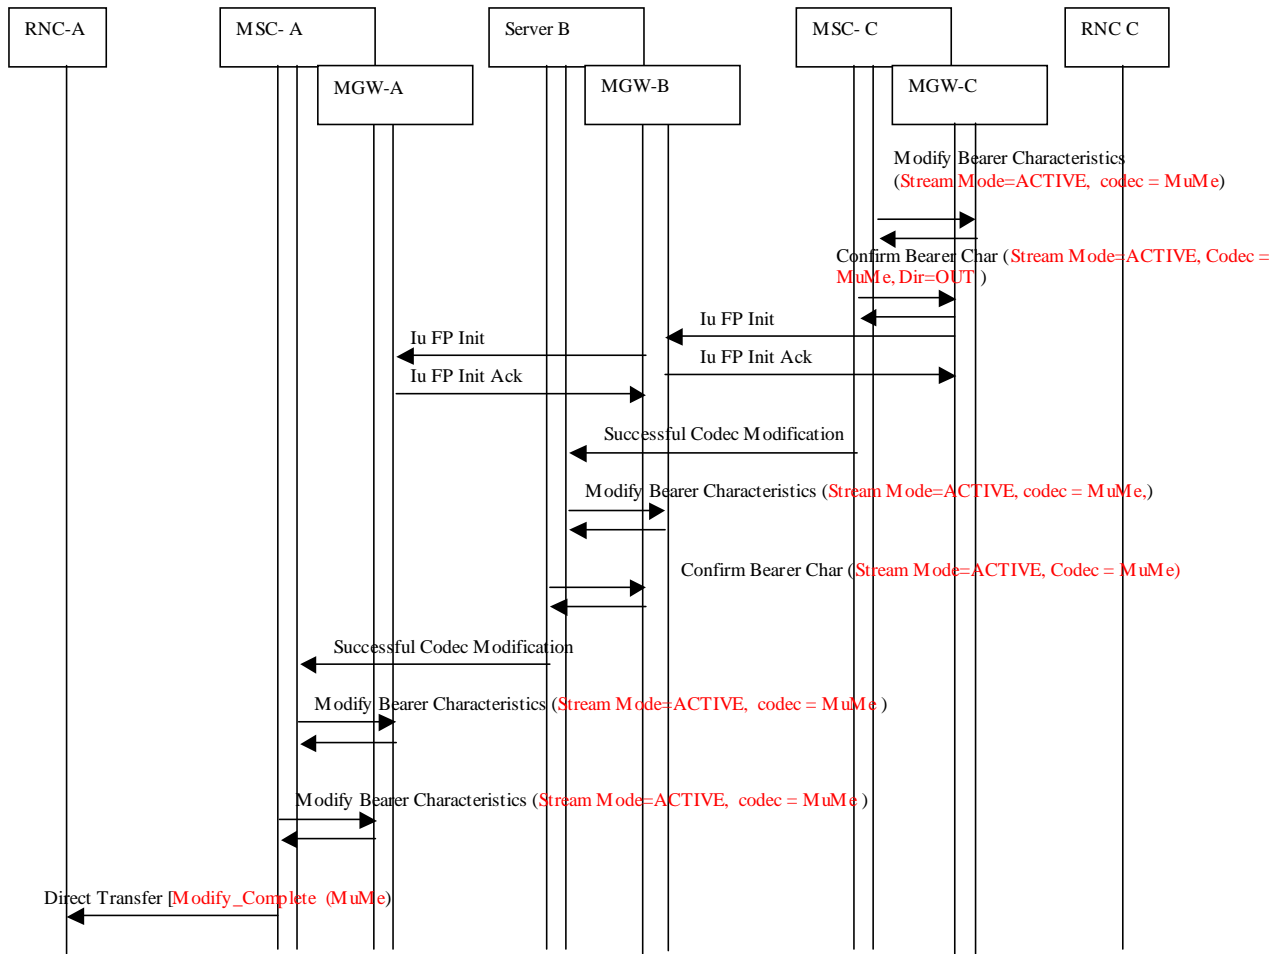 RNC-A
MSC- A
Server B
MSC- C
RNC C
MGW-A
MGW-B
MGW-C
Modify Bearer Characteristics
(Stream Mode=ACTIVE, codec = MuMe)
Confirm Bearer Char (Stream Mode=ACTIVE, Codec =
MuMe, Dir=OUT )
Iu FP Init
Iu FP Init
Iu FP Init Ack
Iu FP Init Ack
Successful Codec Modification
Modify Bearer Characteristics (Stream Mode=ACTIVE, codec = MuMe,)
Confirm Bearer Char (Stream Mode=ACTIVE, Codec = MuMe)
Successful Codec Modification
Modify Bearer Characteristics (Stream Mode=ACTIVE, codec = MuMe )
Modify Bearer Characteristics (Stream Mode=ACTIVE, codec = MuMe )
Direct Transfer [Modify_Complete (MuMe)